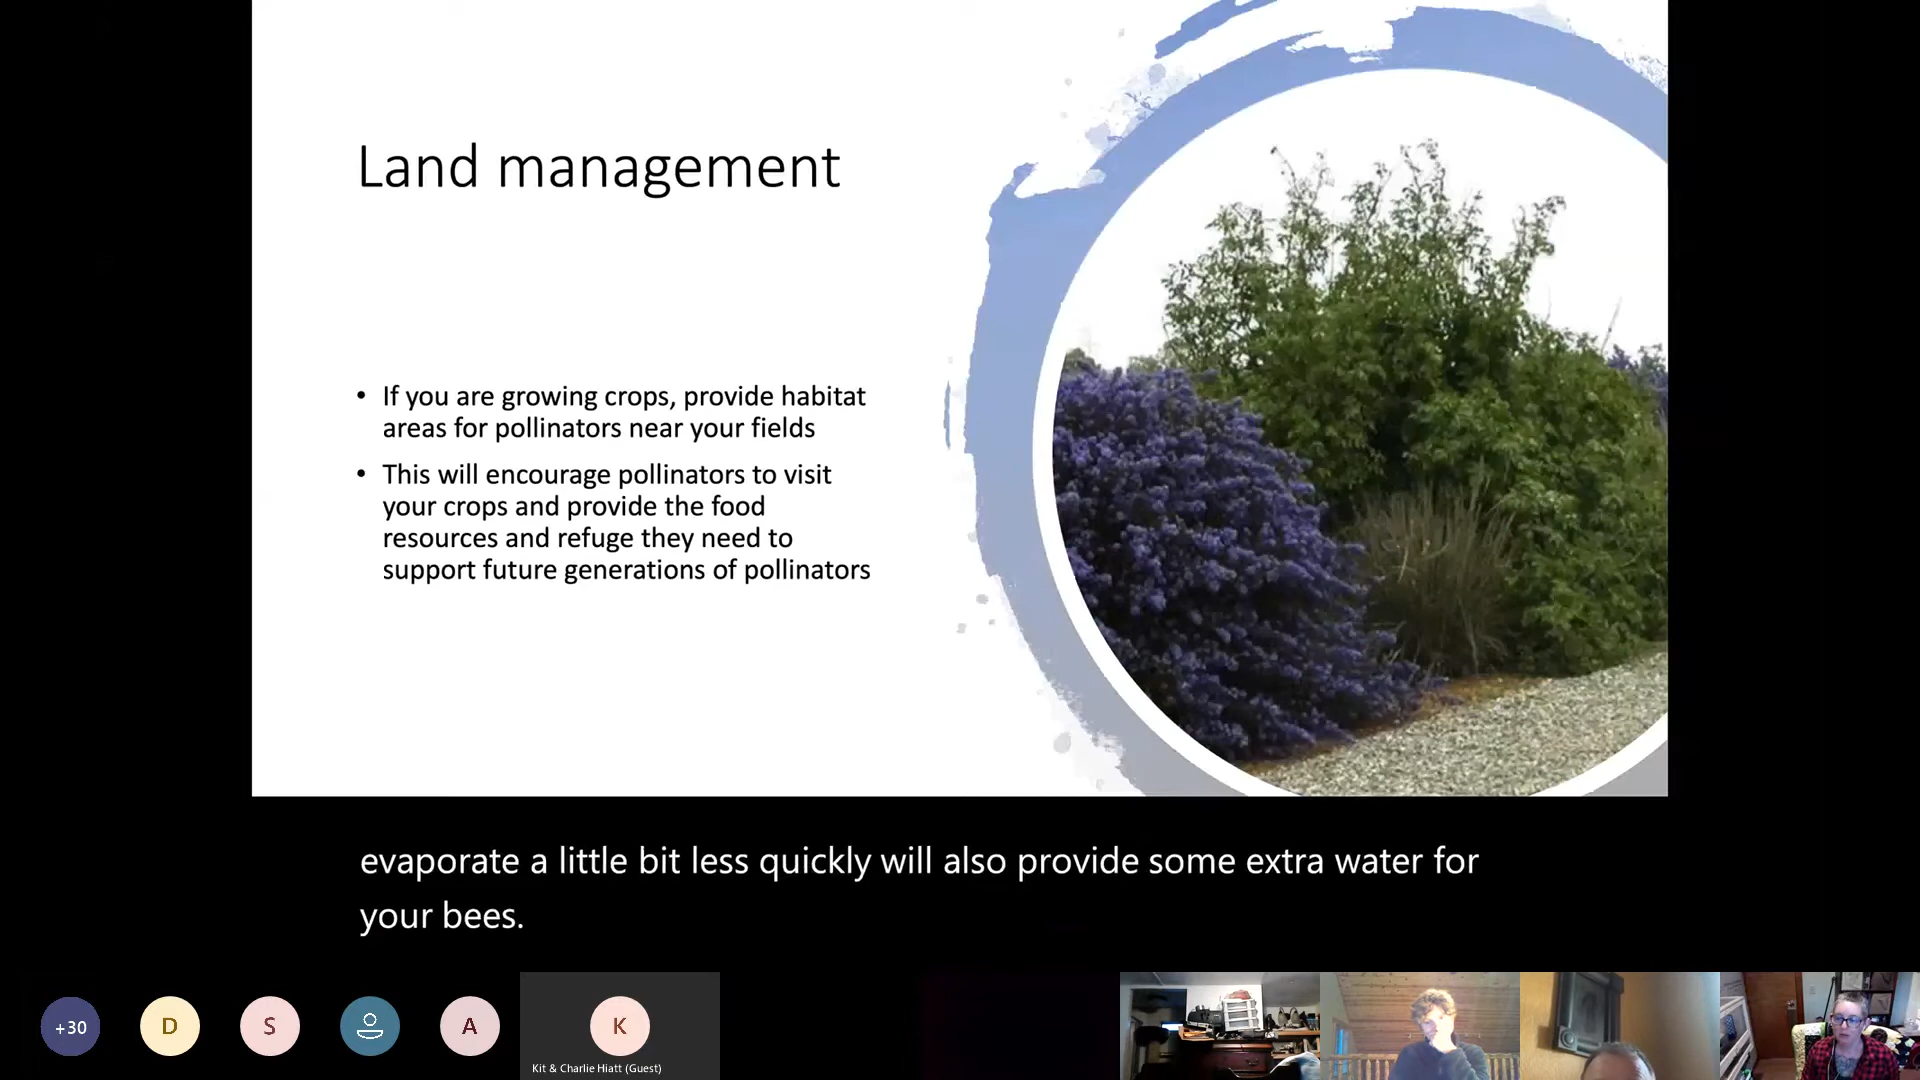 Land management
• If you are growing crops, provide habitat
areas for pollinators near your fields
• This will encourage pollinators to visit
your crops and provide the food
resources and refuge they need to
support future generations of pollinators
evaporate a little bit less quickly will also provide some extra water for
your bees.
+30
D
S
A
K
Kit & Charlie Hiatt (Guest)